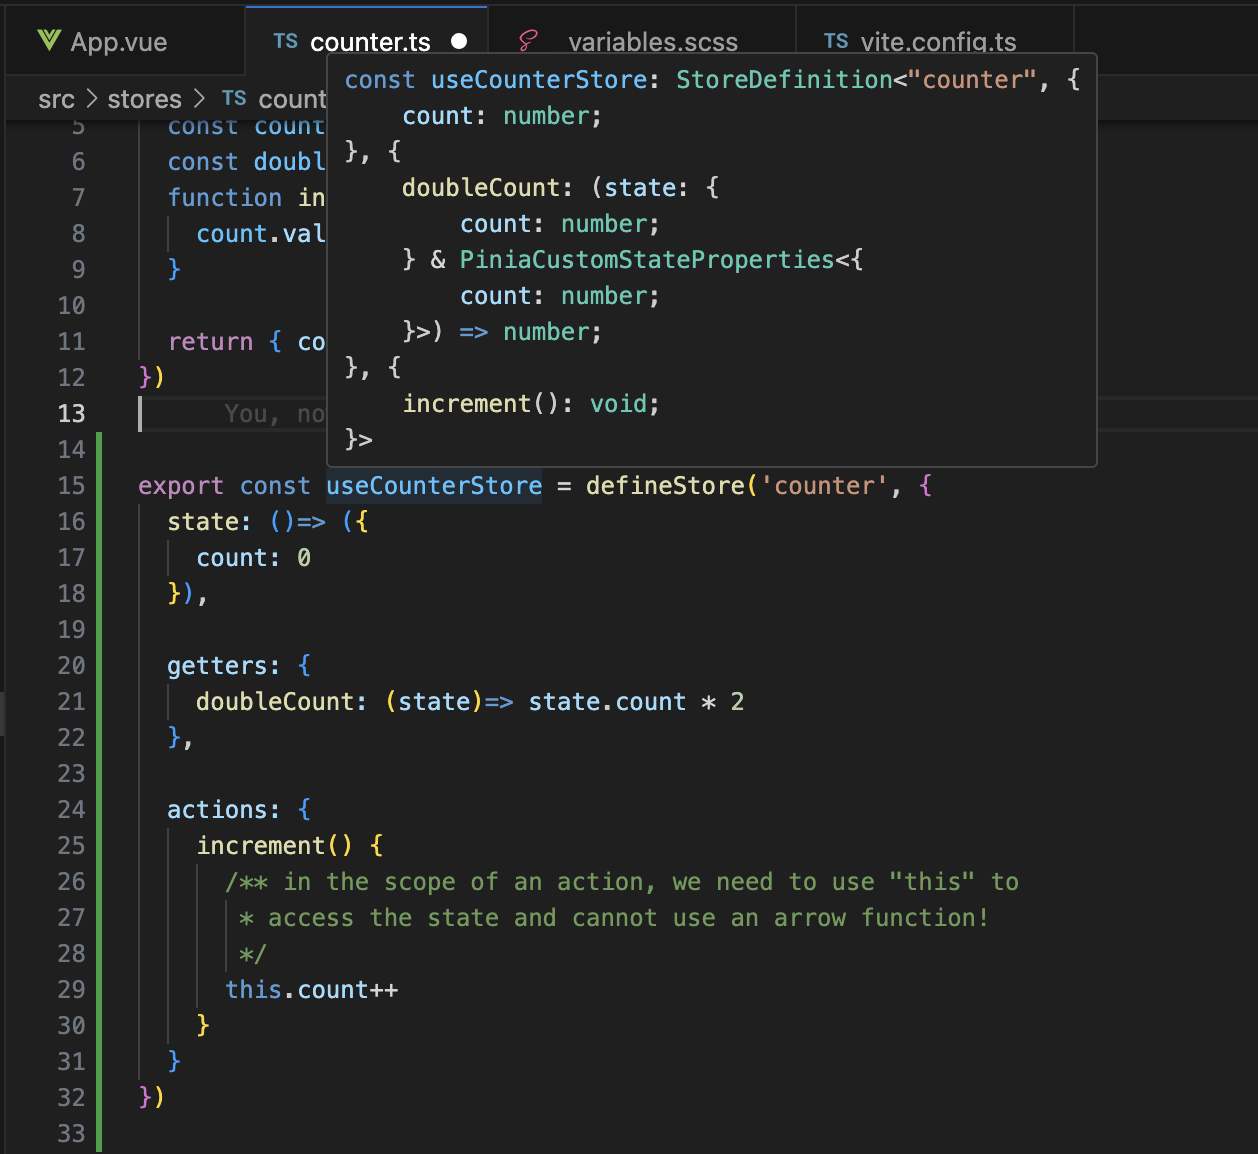 App.vue
TS counter.ts
variables.scss
TS vite.config.ts
src > stores > TS count
const useCounterStore: StoreDefinition<"counter", {
count: number;
}, {
doubleCount: (state: {
count: number;
} & PiniaCustomStateProperties<{
count: number;
}>) => number;
}, {
increment(): void;
}>
5 const count
6 const doubl
7 function in
8 count.val
9 }
10
11 return { co
12 })
13 You, no
14
15 export const useCounterStore = defineStore('counter', {
16 state: ()=> ({
17 count: 0
18 }),
19
20 getters: {
21 doubleCount: (state)=> state.count * 2
22 },
23
24 actions: {
25 increment() {
26 /** in the scope of an action, we need to use "this" to
27 * access the state and cannot use an arrow function!
28 */
29 this.count++
30 }
31 }
32 })
33